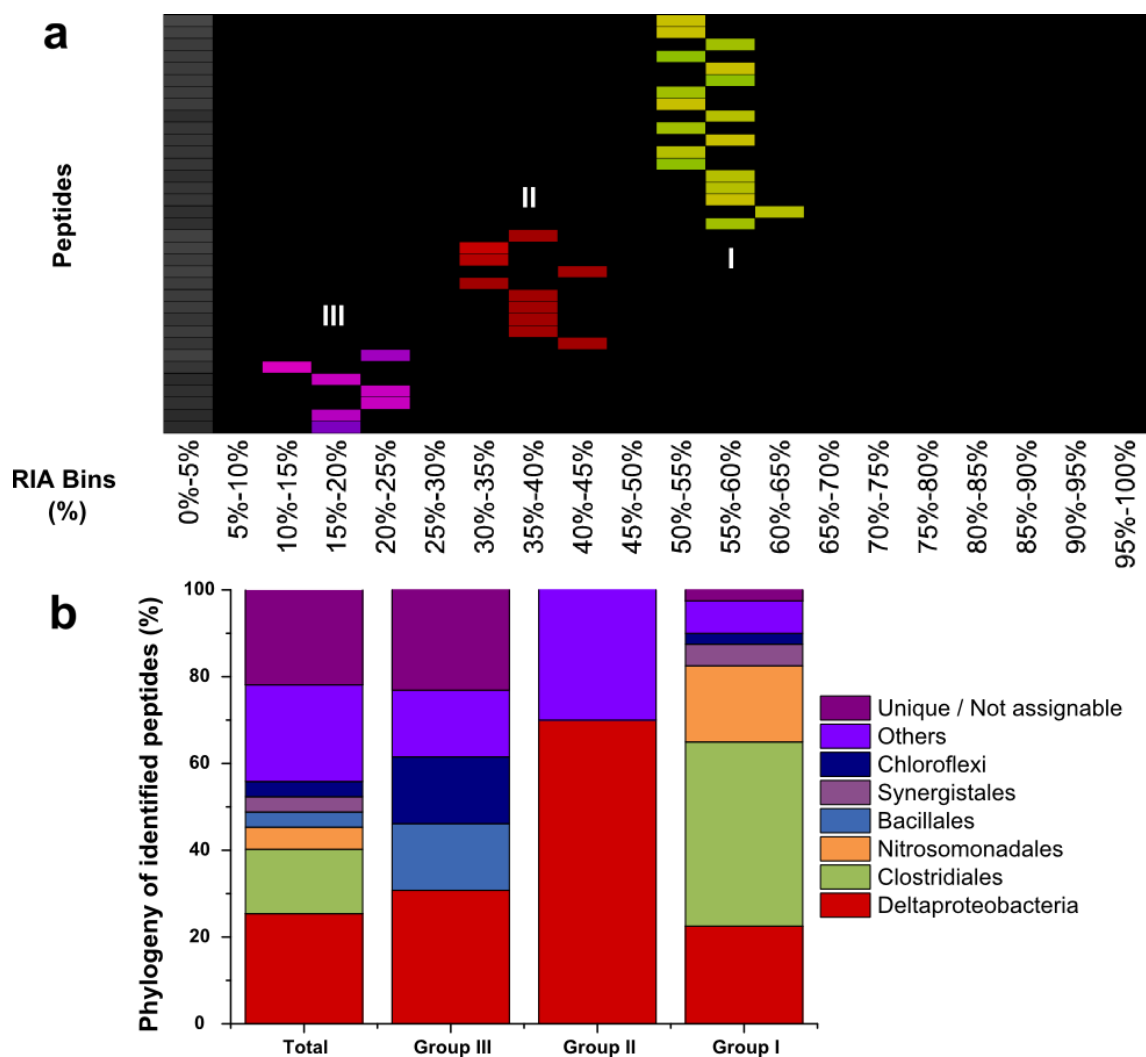 a
Peptides
II
I
III
RIA Bins
(%)
0%-5%
5%-10%
10%-15%
15%-20%
20%-25%
25%-30%
30%-35%
35%-40%
40%-45%
45%-50%
50%-55%
55%-60%
60%-65%
65%-70%
70%-75%
75%-80%
80%-85%
85%-90%
90%-95%
95%-100%
b
Phylogeny of identified peptides (%)
100
80
60
40
20
0
Total
Group III
Group II
Group I
Unique / Not assignable
Others
Chloroflexi
Synergistales
Bacillales
Nitrosomonadales
Clostridiales
Deltaproteobacteria